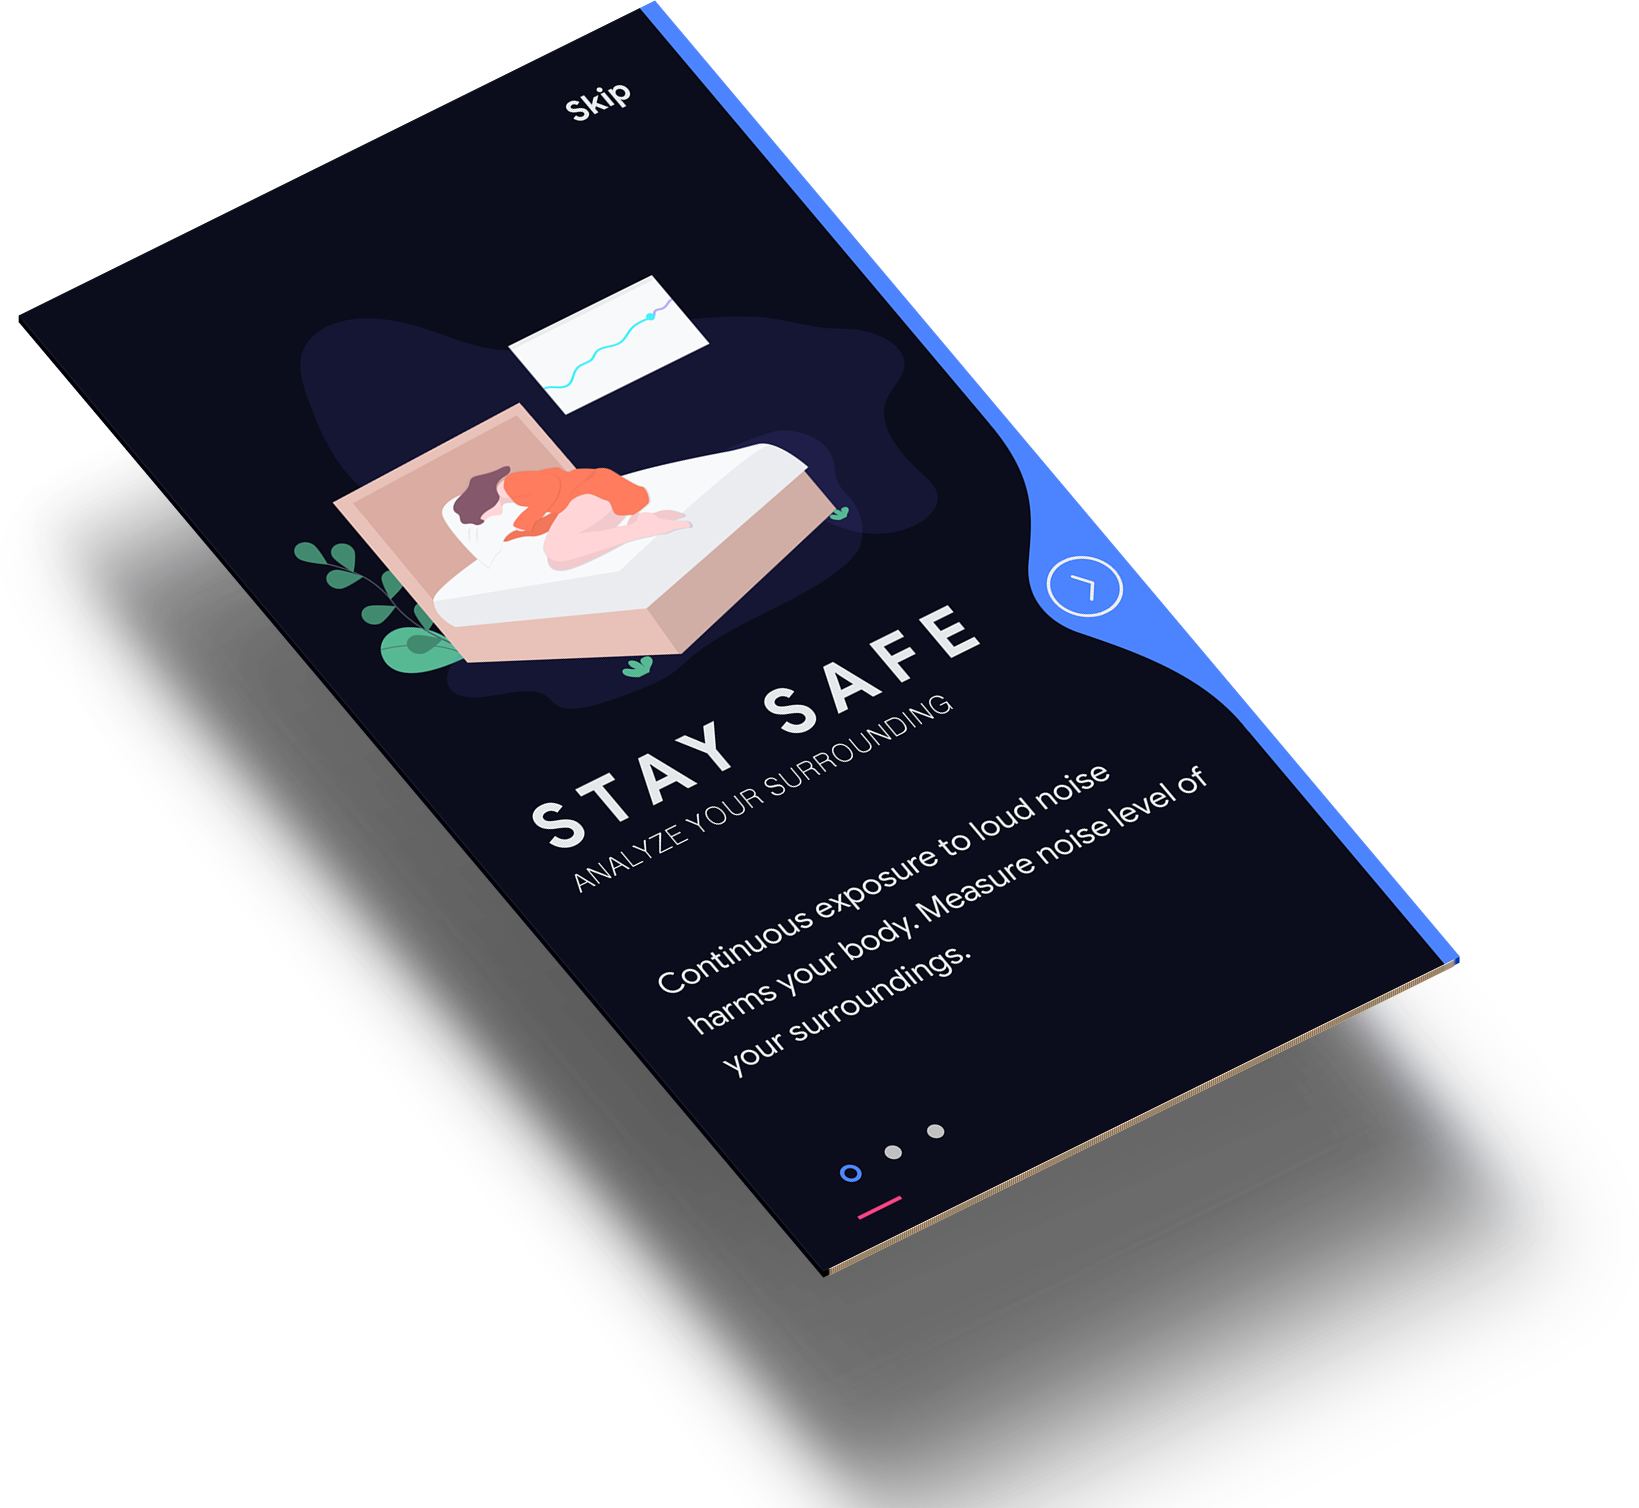 Skip
STAY SAFE
ANALYZE YOUR SURROUNDING
Continuous exposure to loud noise
harms your body. Measure noise level of
your surroundings.